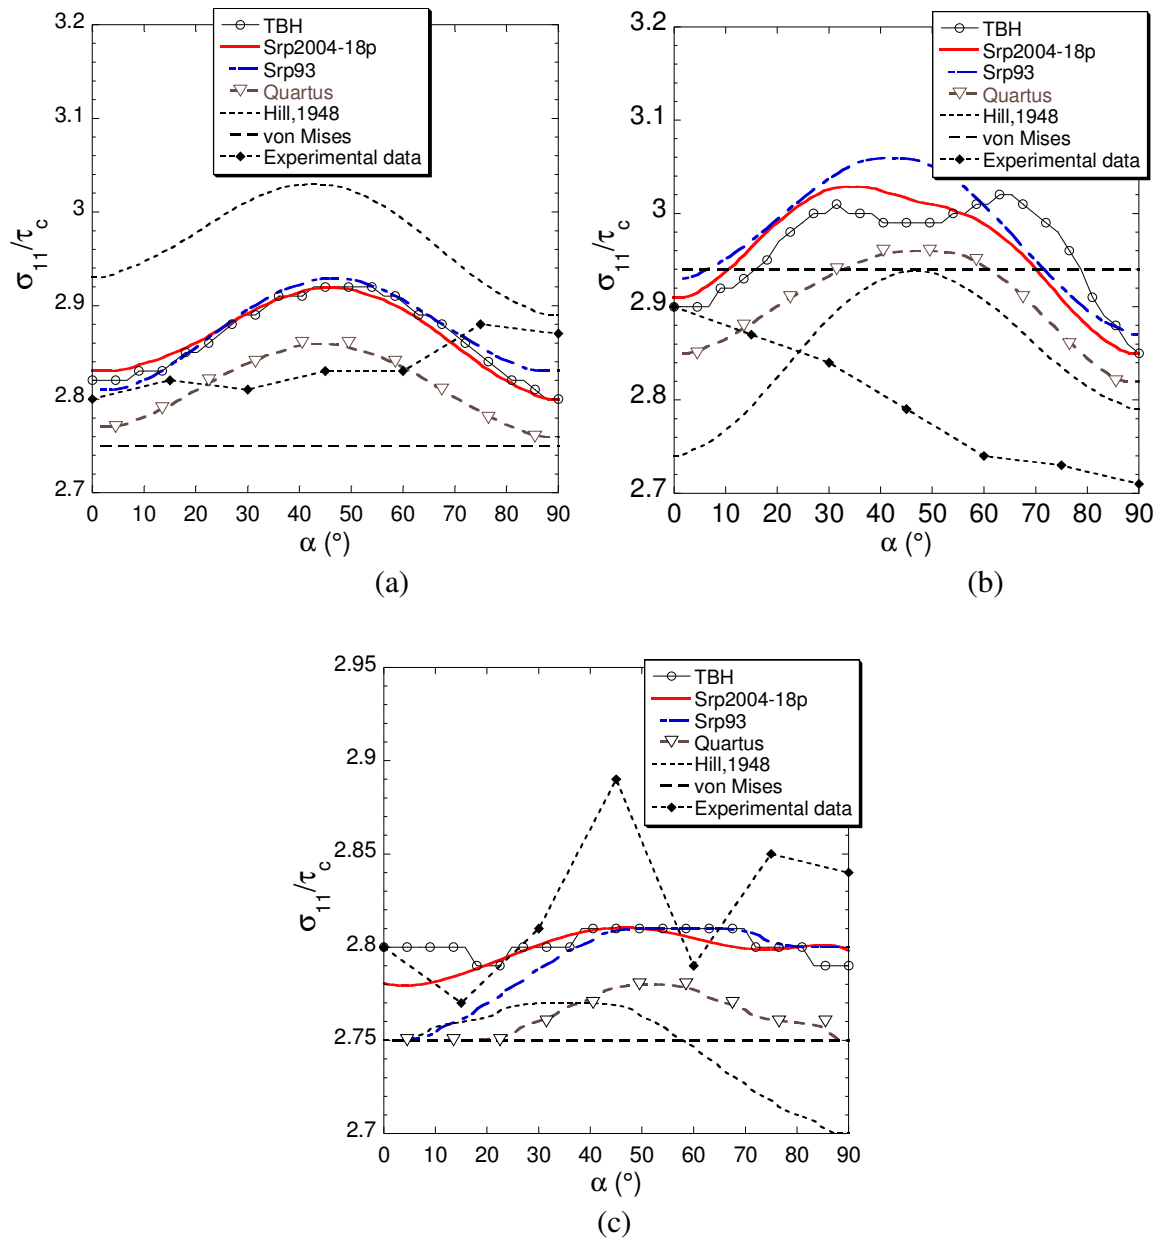 3.2
3.1
3
2.9
2.8
2.7
σ11/τc
TBH
Srp2004-18p
Srp93
Quartus
Hill,1948
von Mises
Experimental data
0 10 20 30 40 50 60 70 80 90
α (°)
(a)
3.2
3.1
3
2.9
2.8
2.7
σ11/τc
TBH
Srp2004-18p
Srp93
Quartus
Hill,1948
von Mises
Experimental data
0 10 20 30 40 50 60 70 80 90
α (°)
(b)
2.95
2.9
2.85
2.8
2.75
2.7
σ11/τc
TBH
Srp2004-18p
Srp93
Quartus
Hill,1948
von Mises
Experimental data
0 10 20 30 40 50 60 70 80 90
α (°)
(c)